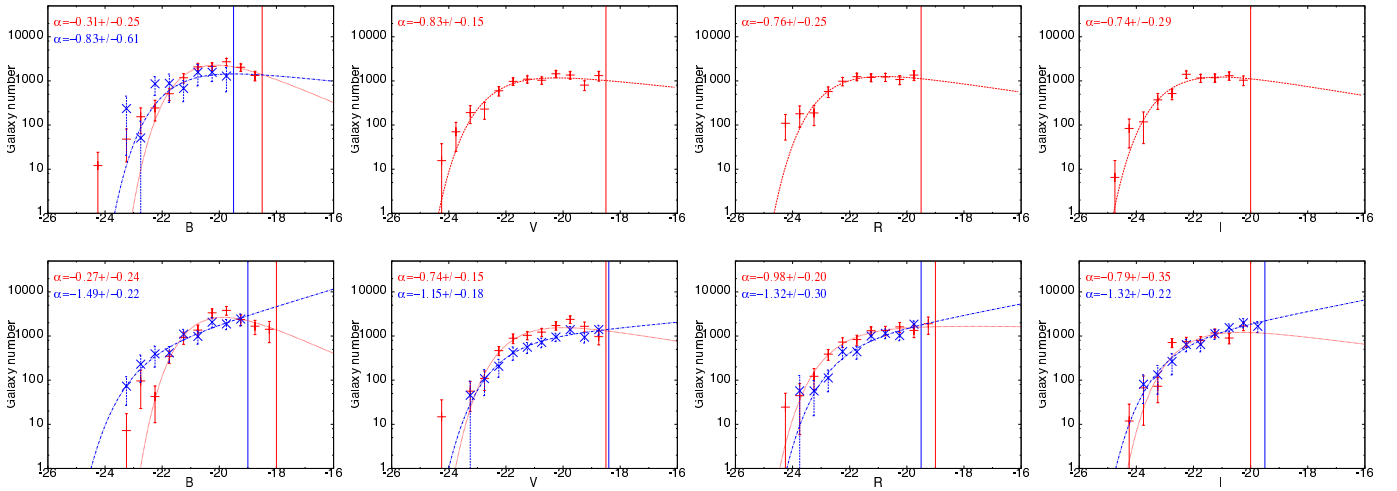 α=−0.31+/−0.25
α=−0.83+/−0.61
Galaxy number
10000
1000
100
10
1
-26 -24 -22 -20 -18 -16
B
α=−0.83+/−0.15
Galaxy number
10000
1000
100
10
1
-26 -24 -22 -20 -18 -16
V
α=−0.76+/−0.25
Galaxy number
10000
1000
100
10
1
-26 -24 -22 -20 -18 -16
R
α=−0.74+/−0.29
Galaxy number
10000
1000
100
10
1
-26 -24 -22 -20 -18 -16
I
α=−0.27+/−0.24
α=−1.49+/−0.22
Galaxy number
10000
1000
100
10
1
-26 -24 -22 -20 -18 -16
B
α=−0.74+/−0.15
α=−1.15+/−0.18
Galaxy number
10000
1000
100
10
1
-26 -24 -22 -20 -18 -16
V
α=−0.98+/−0.20
α=−1.32+/−0.30
Galaxy number
10000
1000
100
10
1
-26 -24 -22 -20 -18 -16
R
α=−0.79+/−0.35
α=−1.32+/−0.22
Galaxy number
10000
1000
100
10
1
-26 -24 -22 -20 -18 -16
I